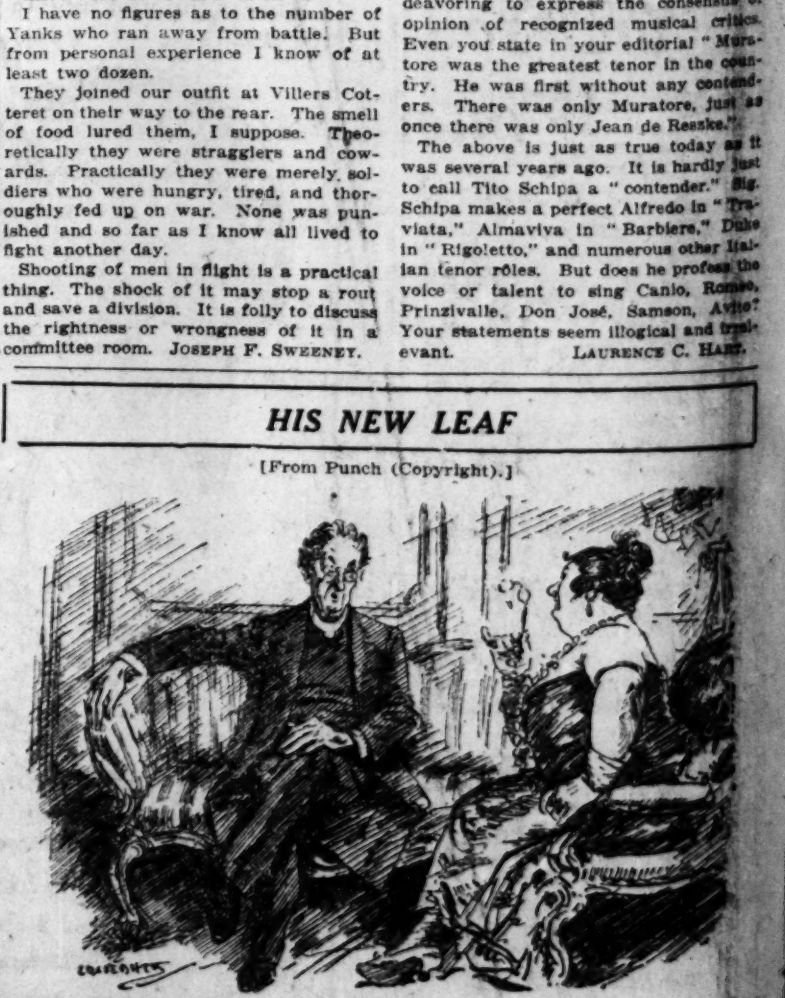 I have no figures as to the number of
Yanks who ran away from battle. But
from personal experience I know of at
least two dozen.
They joined our outfit at Villers Cot-
teret on their way to the rear. The smell
of food lured them, I suppose. Theo-
retically they were stragglers and cow-
ards. Practically they were merely sol-
diers who were hungry, tired, and thor-
oughly fed up on war. None was pun-
ished and so far as I know all lived to
fight another day.
Shooting of men in flight is a practical
thing. The shock of it may stop a rout
and save a division. It is folly to discuss
the rightness or wrongness of it in a
committee room. JOSEPH F. SWEENEY.
deavoring to express the consensus of
opinion of recognized musical critics.
Even you state in your editorial "Mura-
tore was the greatest tenor in the coun-
try. He was first without any contend-
ers. There was only Muratore, just as
once there was only Jean de Reszke."
The above is just as true today as it
was several years ago. It is hardly just
to call Tito Schipa a "contender." Sig.
Schipa makes a perfect Alfredo in "Tra-
viata," Almaviva in "Barbiere," Duke
in "Rigoletto," and numerous other Ital-
ian tenor rôles. But does he profess the
voice or talent to sing Canio, Romeo,
Prinzivalle, Don José, Samson, Avito?
Your statements seem illogical and irrel-
evant. LAURENCE C. HART.
HIS NEW LEAF
[From Punch (Copyright).]